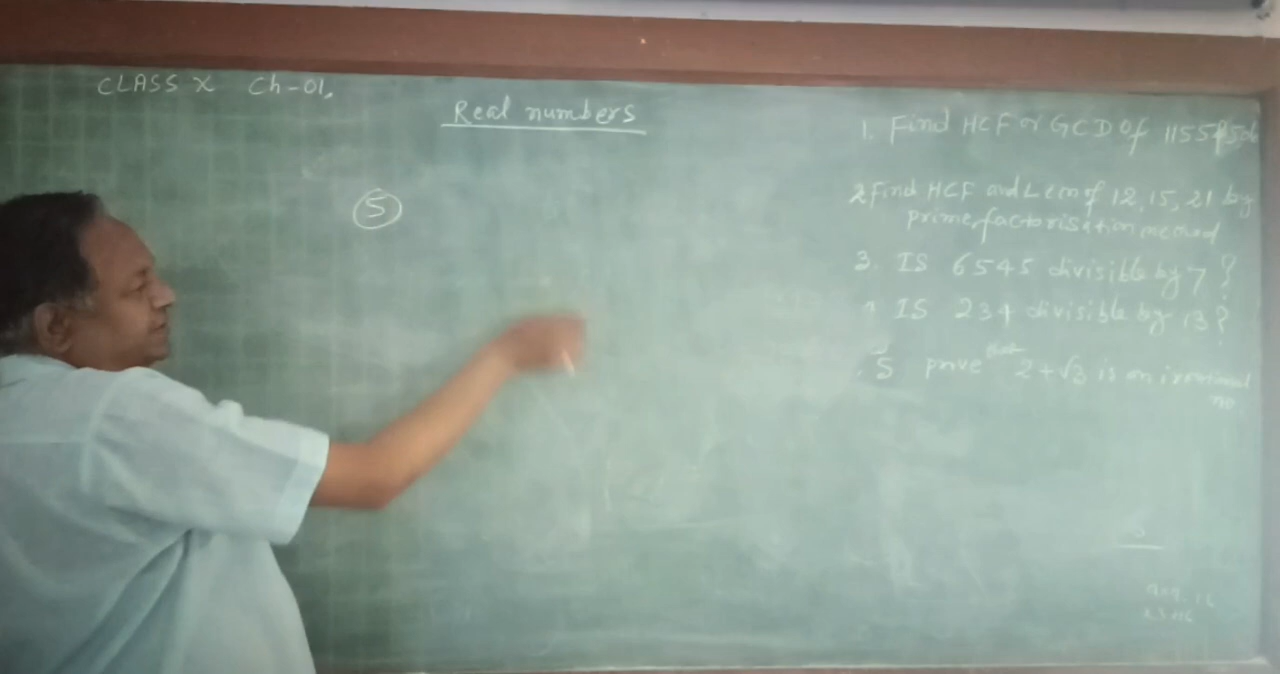 CLASS X Ch-01.
Real numbers
5
1. Find HCF or GCD of 1155 & 506
2. Find HCF and Lcm of 12, 15, 21 by
prime factorisation method
3. IS 6545 divisible by 7 ?
IS 234 divisible by 13 ?
5 prove that 2+√3 is an irrational
no.